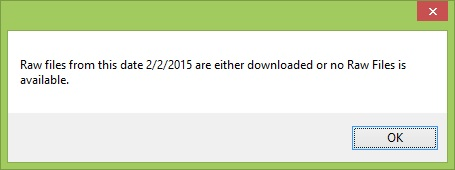 Raw files from this date 2/2/2015 are either downloaded or no Raw Files is
available.
OK